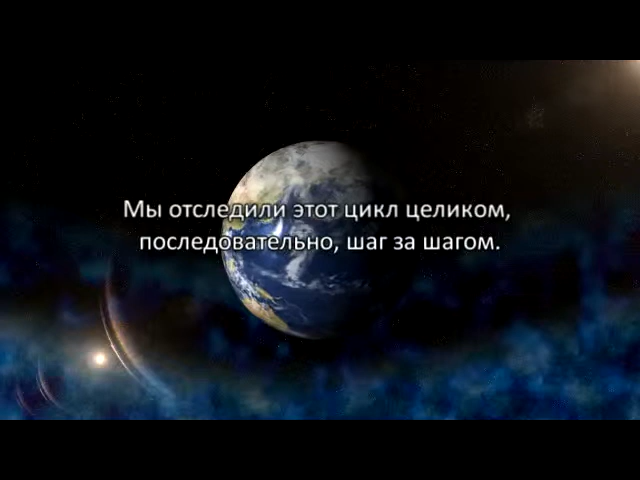 Мы отследили этот цикл целиком,
последовательно, шаг за шагом.